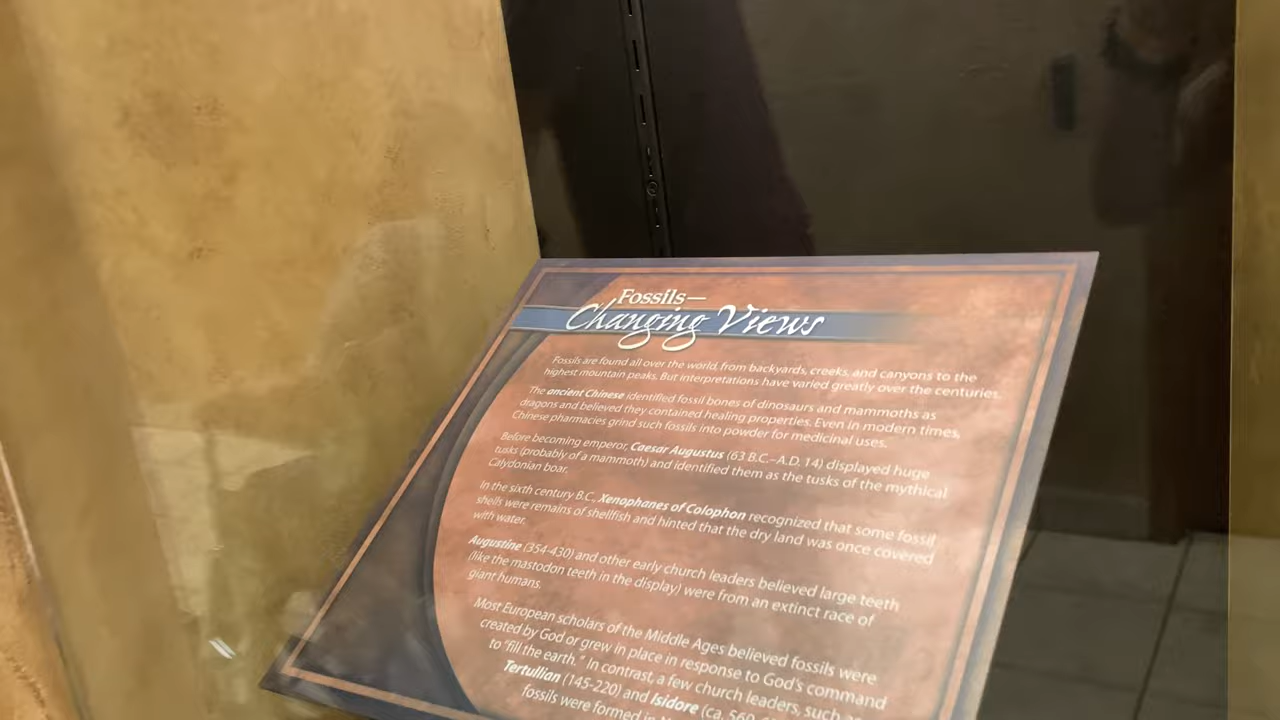 Fossils—
Changing Views
Fossils are found all over the world, from backyards, creeks, and canyons to the
highest mountain peaks. But interpretations have varied greatly over the centuries.
The ancient Chinese identified fossil bones of dinosaurs and mammoths as
dragons and believed they contained healing properties. Even in modern times,
Chinese pharmacies grind such fossils into powder for medicinal uses.
Before becoming emperor, Caesar Augustus (63 B.C.–A.D. 14) displayed huge
tusks (probably of a mammoth) and identified them as the tusks of the mythical
Calydonian boar.
In the sixth century B.C., Xenophanes of Colophon recognized that some fossil
shells were remains of shellfish and hinted that the dry land was once covered
with water.
Augustine (354-430) and other early church leaders believed large teeth
(like the mastodon teeth in the display) were from an extinct race of
giant humans.
Most European scholars of the Middle Ages believed fossils were
created by God or grew in place in response to God's command
to "fill the earth." In contrast, a few church leaders, such as
Tertullian (145-220) and Isidore (ca. 560-
fossils were formed in